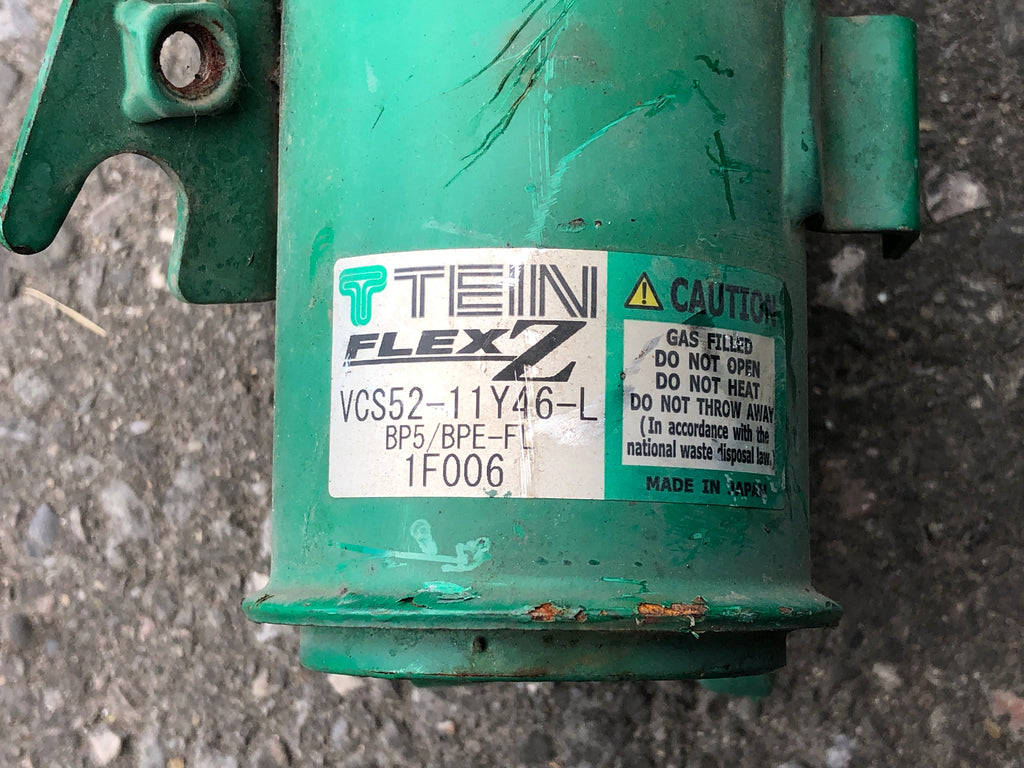 TEIN
FLEX Z
VCS52-11Y46-L
BP5/BPE-FL
1F006
CAUTION
GAS FILLED
DO NOT OPEN
DO NOT HEAT
DO NOT THROW AWAY
(In accordance with the
national waste disposal law.)
MADE IN JAPAN